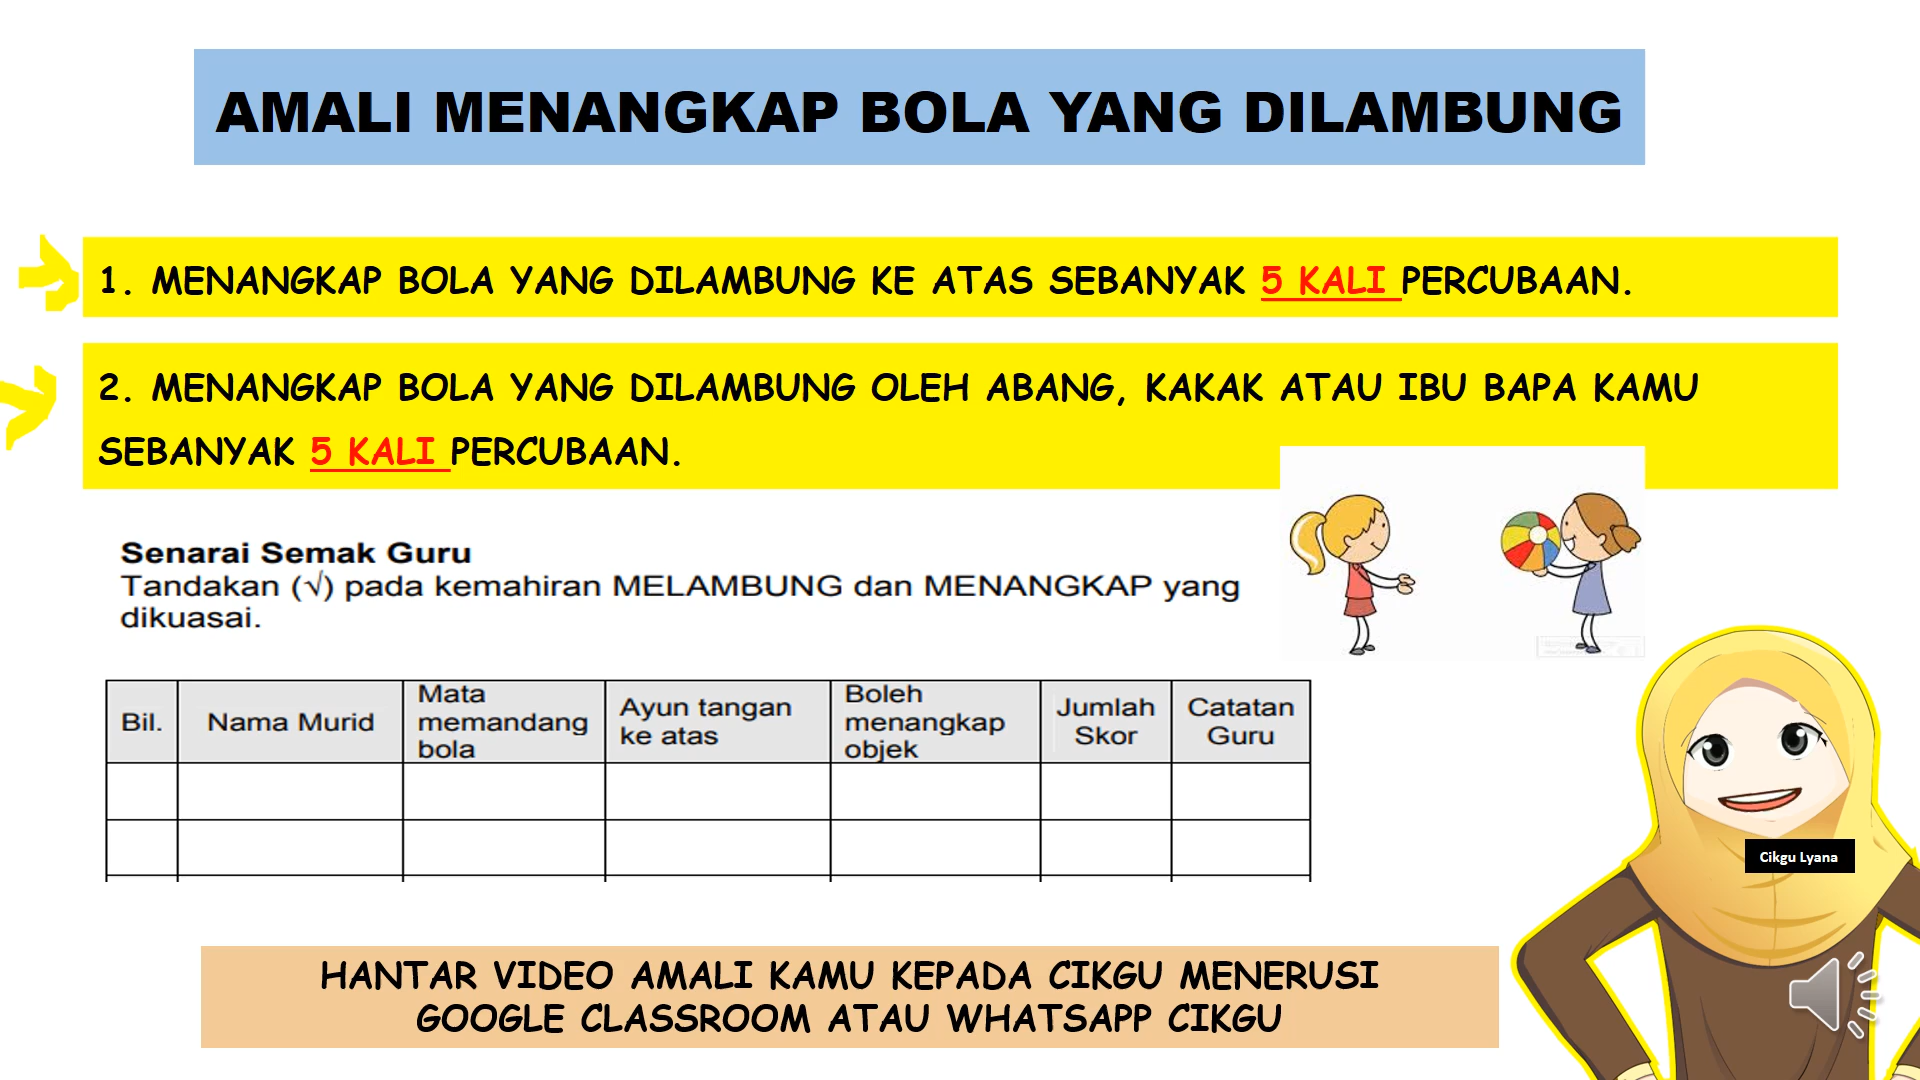 AMALI MENANGKAP BOLA YANG DILAMBUNG
1. MENANGKAP BOLA YANG DILAMBUNG KE ATAS SEBANYAK 5 KALI PERCUBAAN.
2. MENANGKAP BOLA YANG DILAMBUNG OLEH ABANG, KAKAK ATAU IBU BAPA KAMU
SEBANYAK 5 KALI PERCUBAAN.
Senarai Semak Guru
Tandakan (√) pada kemahiran MELAMBUNG dan MENANGKAP yang
dikuasai.
Bil.
Nama Murid
Mata
memandang
bola
Ayun tangan
ke atas
Boleh
menangkap
objek
Jumlah
Skor
Catatan
Guru
Cikgu Lyana
HANTAR VIDEO AMALI KAMU KEPADA CIKGU MENERUSI
GOOGLE CLASSROOM ATAU WHATSAPP CIKGU